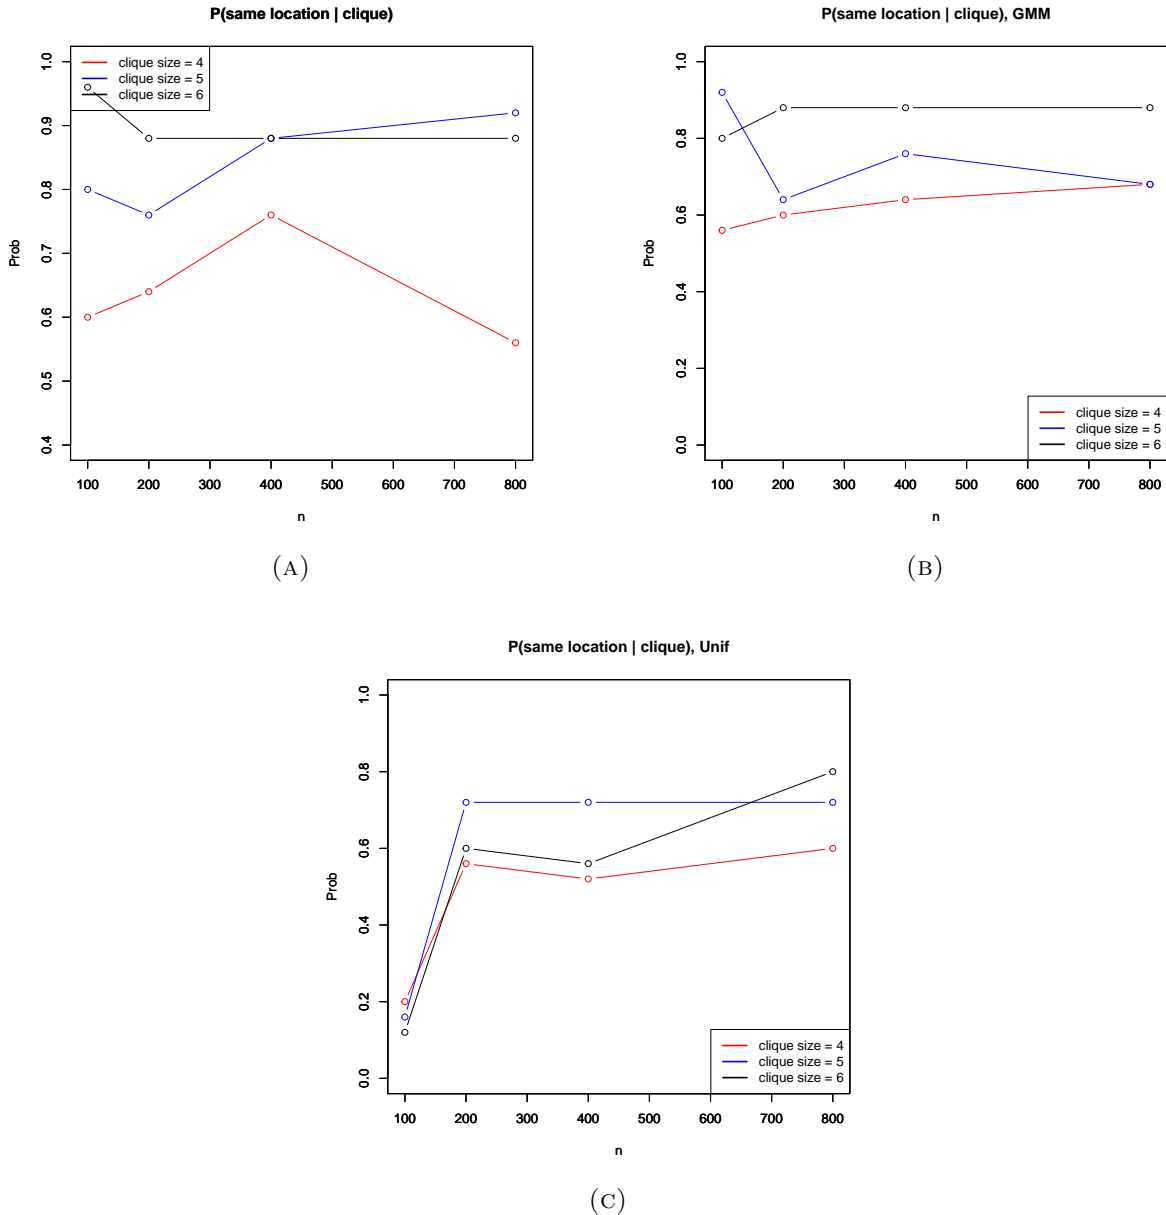 P(same location | clique)
clique size = 4
clique size = 5
clique size = 6
1.0
0.9
0.8
0.7
0.6
0.5
0.4
Prob
100 200 300 400 500 600 700 800
n
(A)
P(same location | clique), GMM
1.0
0.8
0.6
0.4
0.2
0.0
Prob
clique size = 4
clique size = 5
clique size = 6
100 200 300 400 500 600 700 800
n
(B)
P(same location | clique), Unif
1.0
0.8
0.6
0.4
0.2
0.0
Prob
clique size = 4
clique size = 5
clique size = 6
100 200 300 400 500 600 700 800
n
(C)